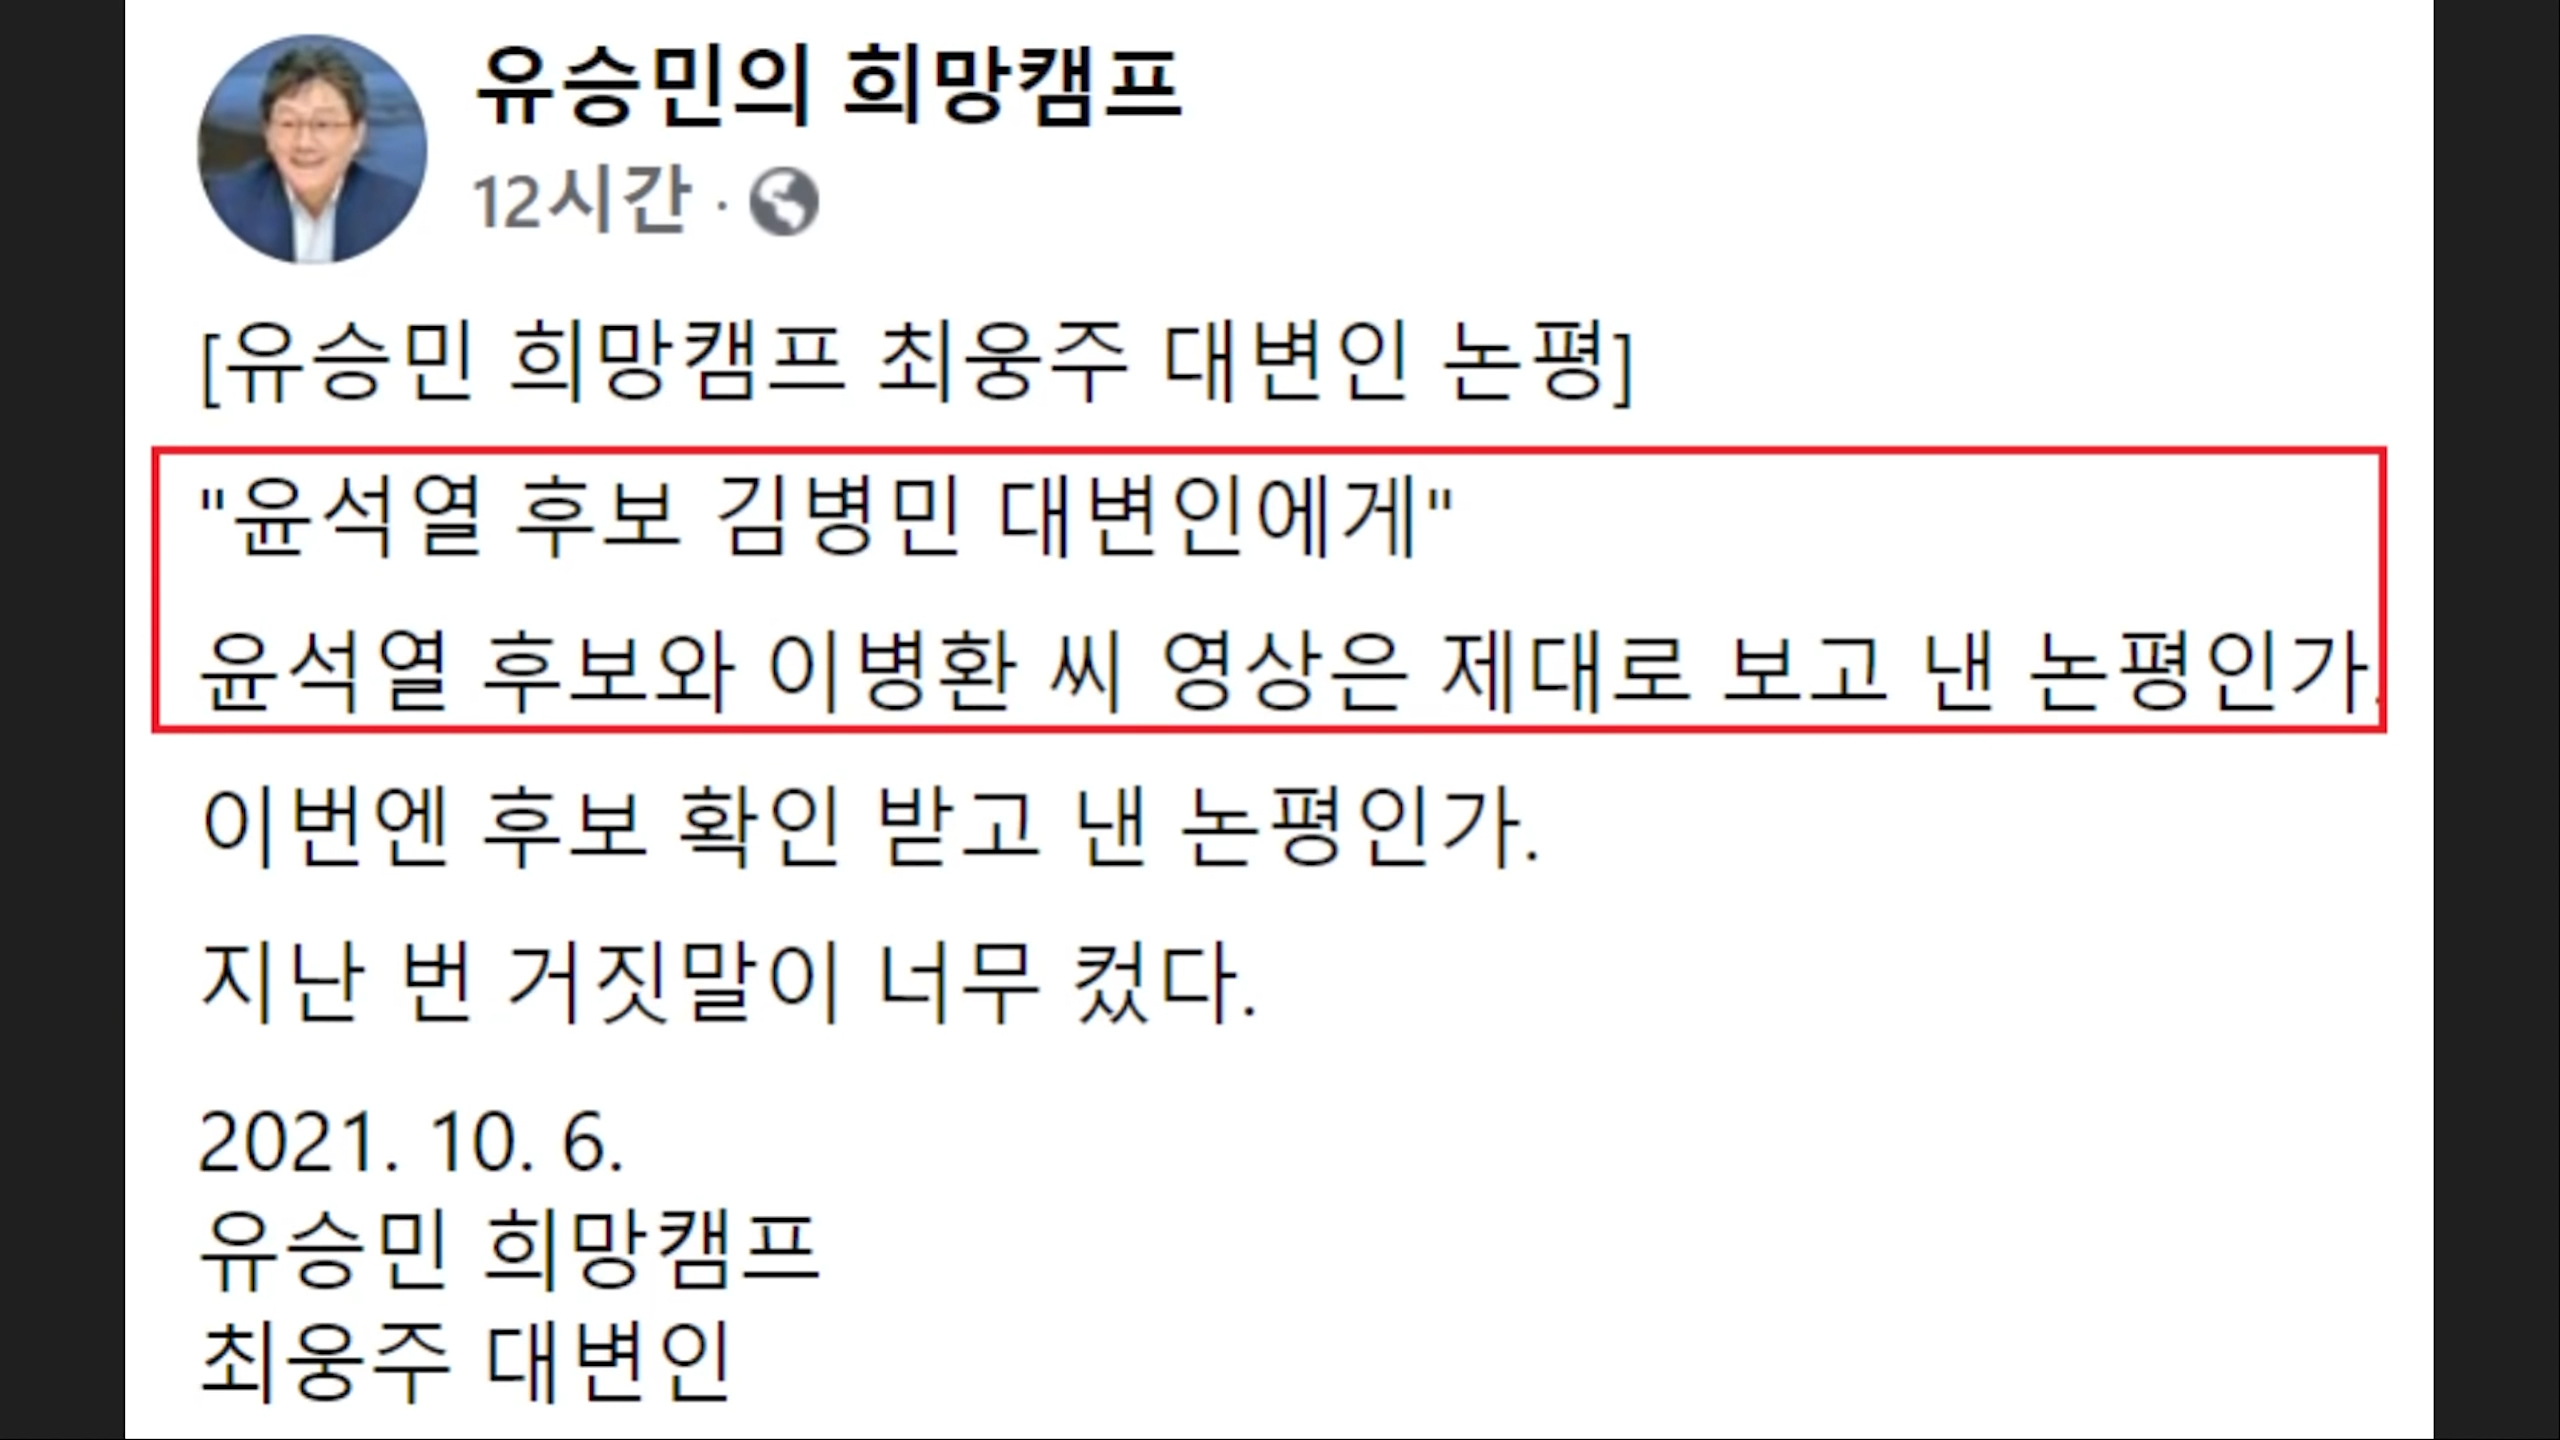 유승민의 희망캠프
12시간 ·
[유승민 희망캠프 최웅주 대변인 논평]
"윤석열 후보 김병민 대변인에게"
윤석열 후보와 이병환 씨 영상은 제대로 보고 낸 논평인가.
이번엔 후보 확인 받고 낸 논평인가.
지난 번 거짓말이 너무 컸다.
2021. 10. 6.
유승민 희망캠프
최웅주 대변인